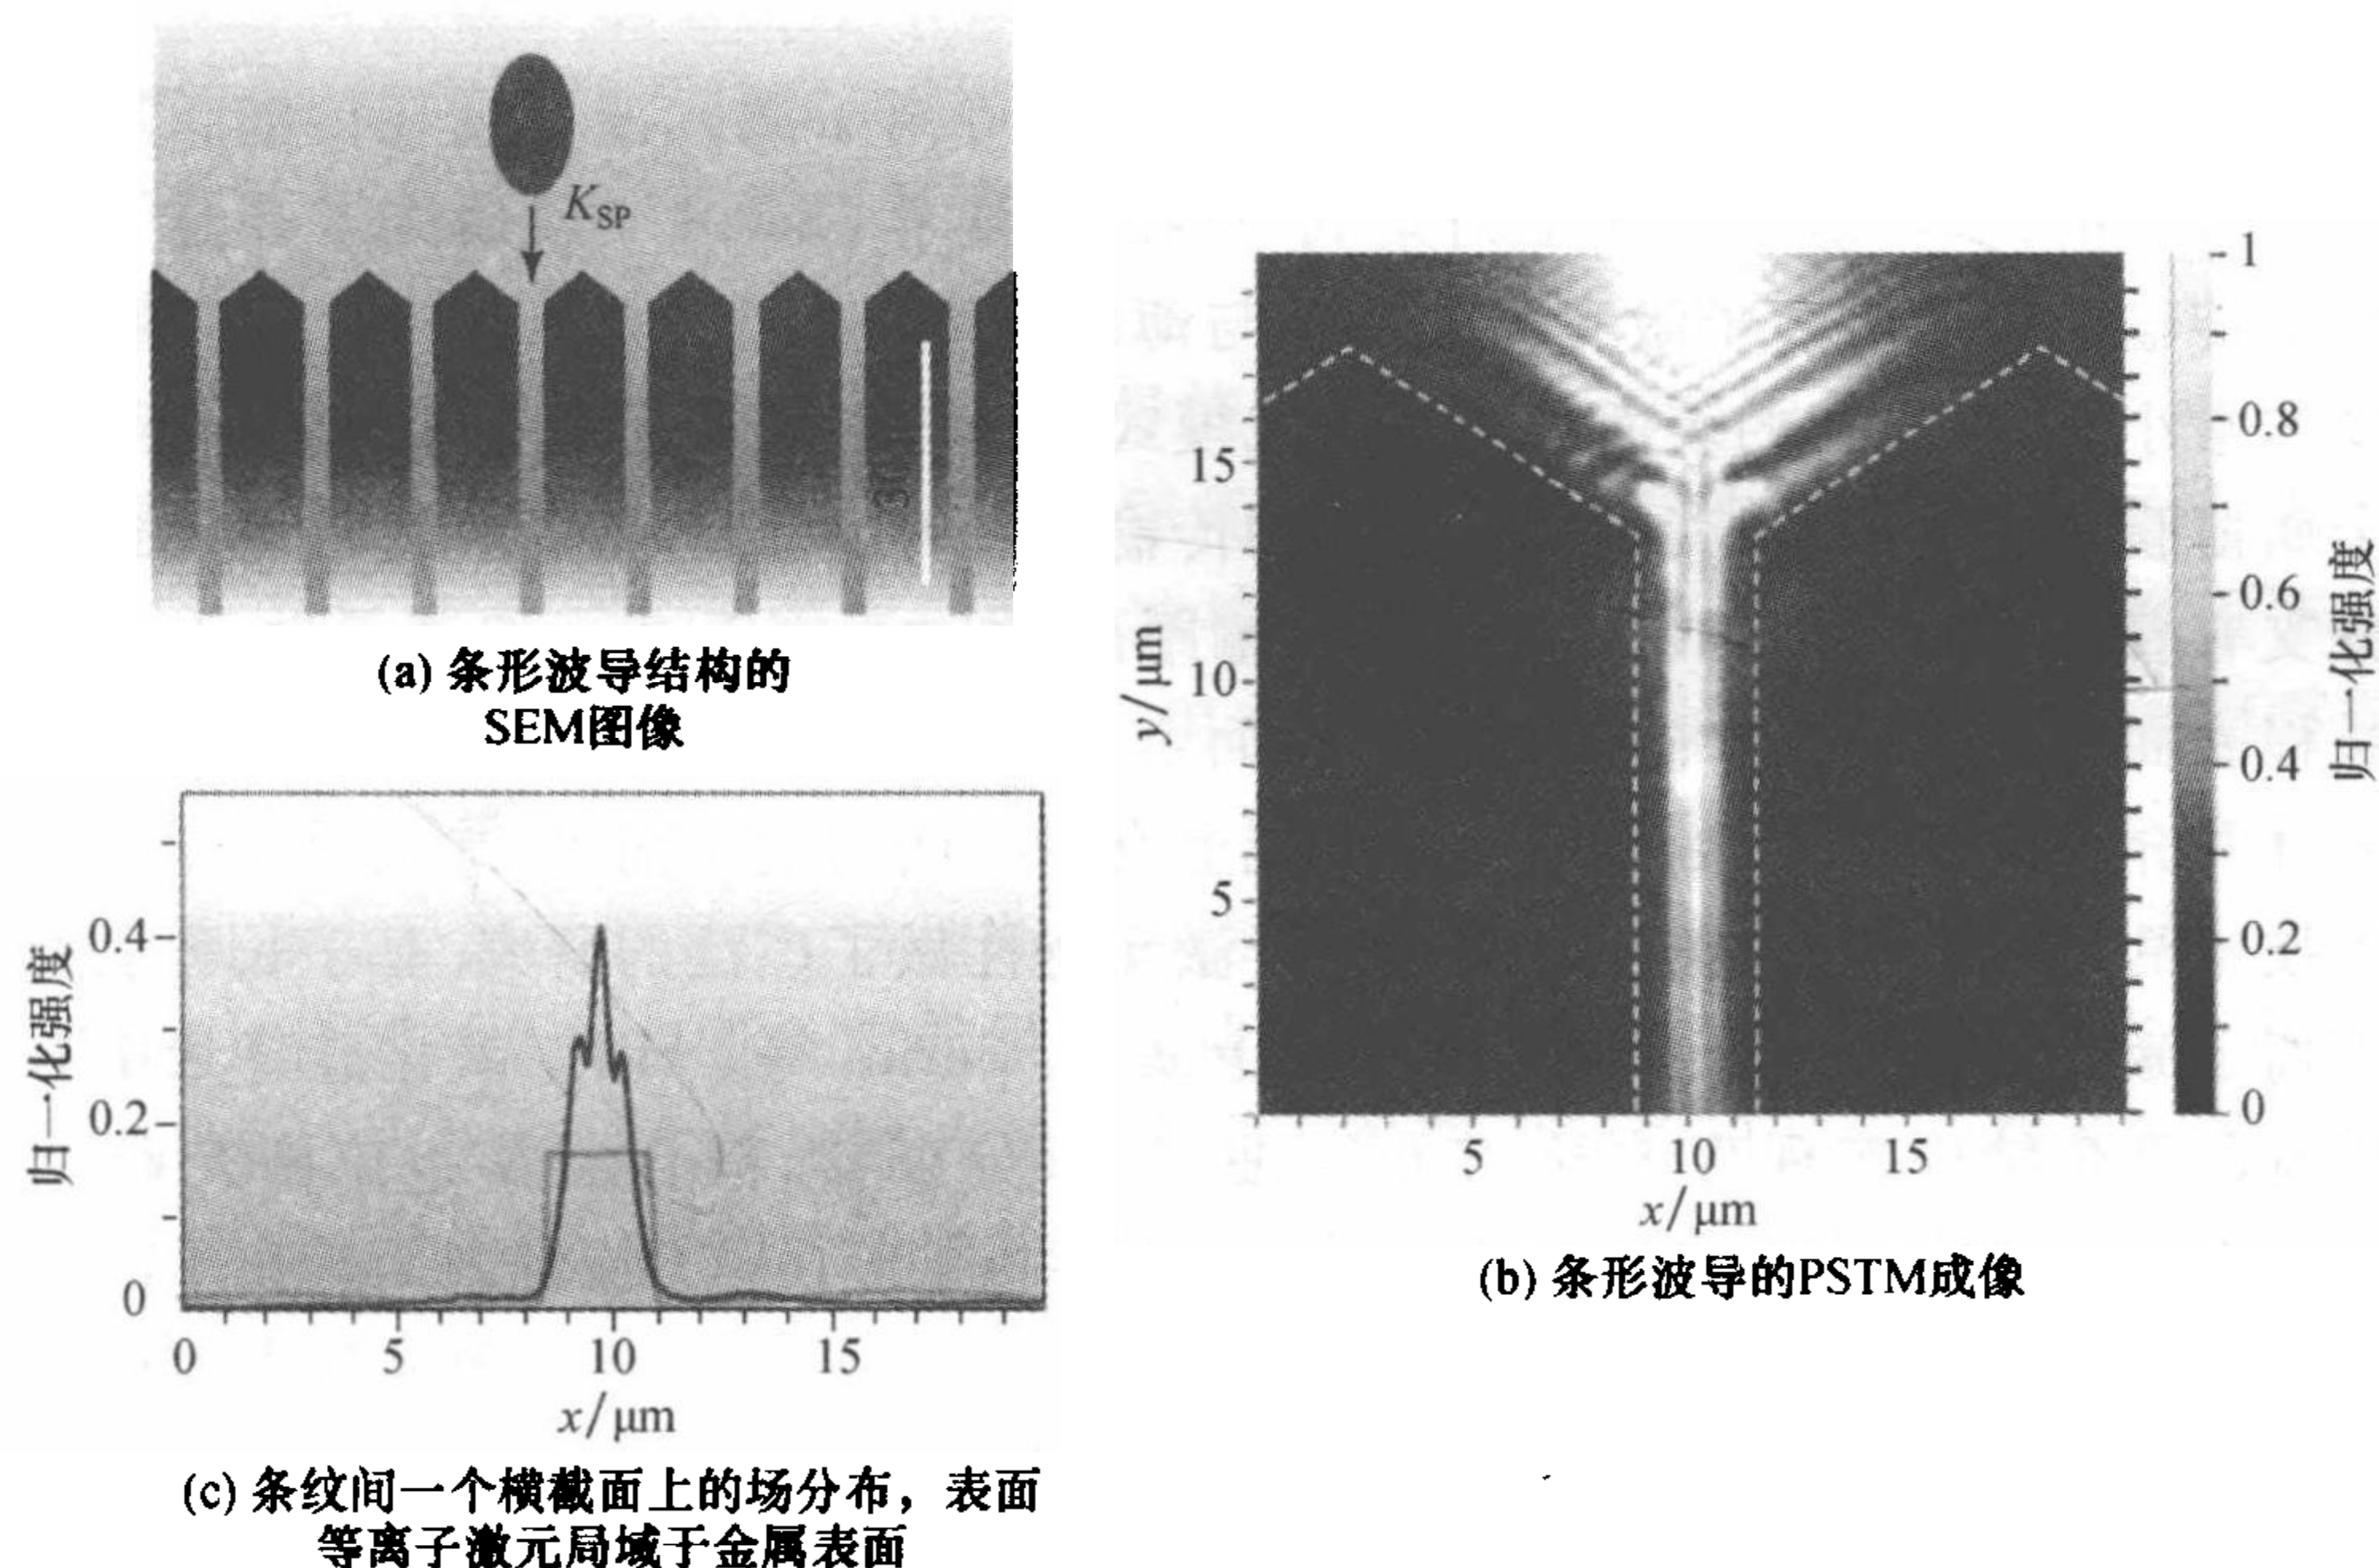 K_SP
(a) 条形波导结构的
SEM图像
1
0.8
0.6
0.4
0.2
0
归一化强度
15
10
5
y/μm
5
10
15
x/μm
(b) 条形波导的PSTM成像
0.4
0.2
0
归一化强度
0
5
10
15
x/μm
(c) 条纹间一个横截面上的场分布，表面
等离子激元局域于金属表面